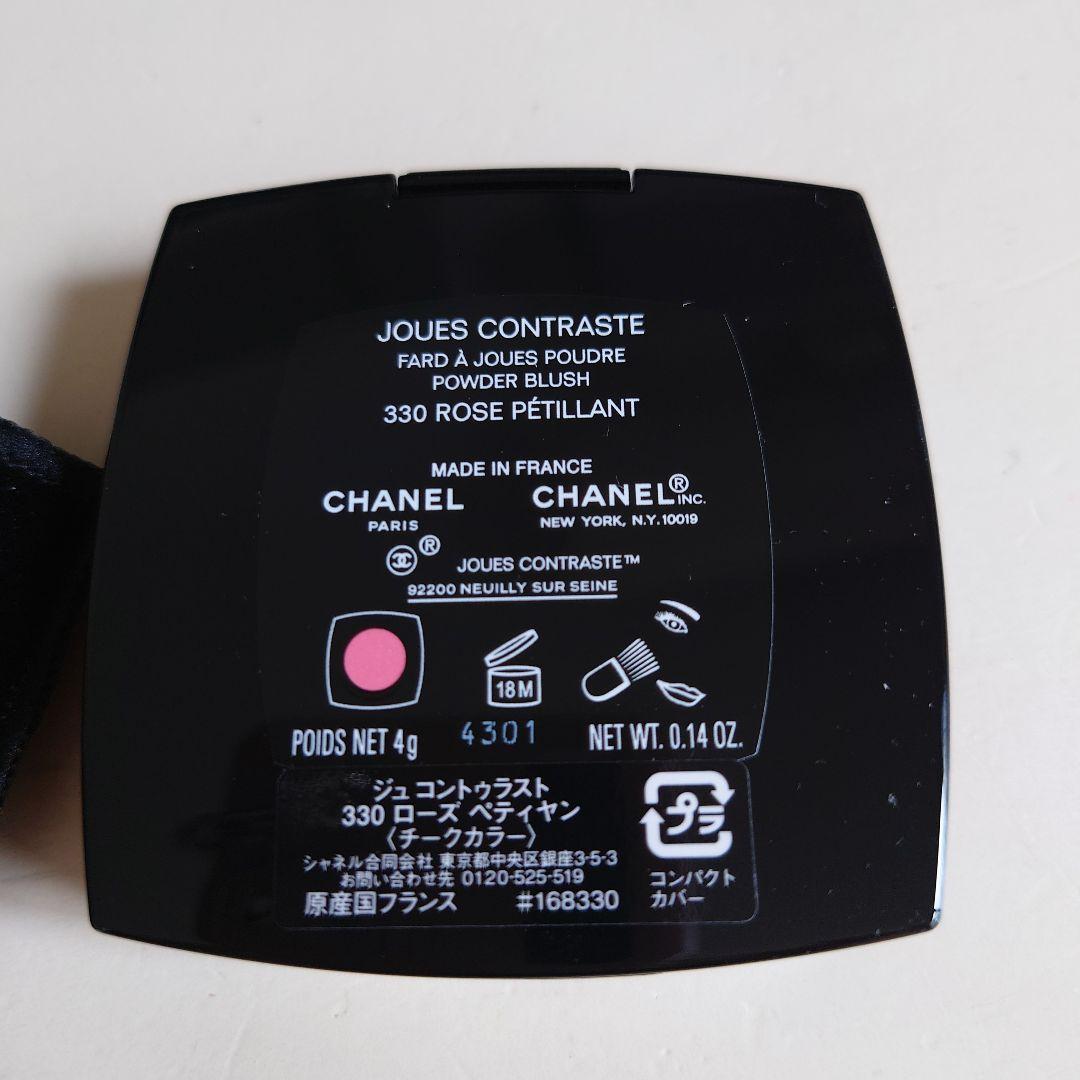 JOUES CONTRASTE
FARD À JOUES POUDRE
POWDER BLUSH
330 ROSE PÉTILLANT
MADE IN FRANCE
CHANEL CHANEL® INC.
PARIS NEW YORK, N.Y. 10019
® JOUES CONTRASTE™
92200 NEUILLY SUR SEINE
18M
POIDS NET 4g 4301 NET WT. 0.14 OZ.
ジュ コントゥラスト
330 ローズ ペティヤン
〈チークカラー〉
シャネル合同会社 東京都中央区銀座3-5-3
お問い合わせ先 0120-525-519
原産国フランス #168330
プラ
コンパクト
カバー